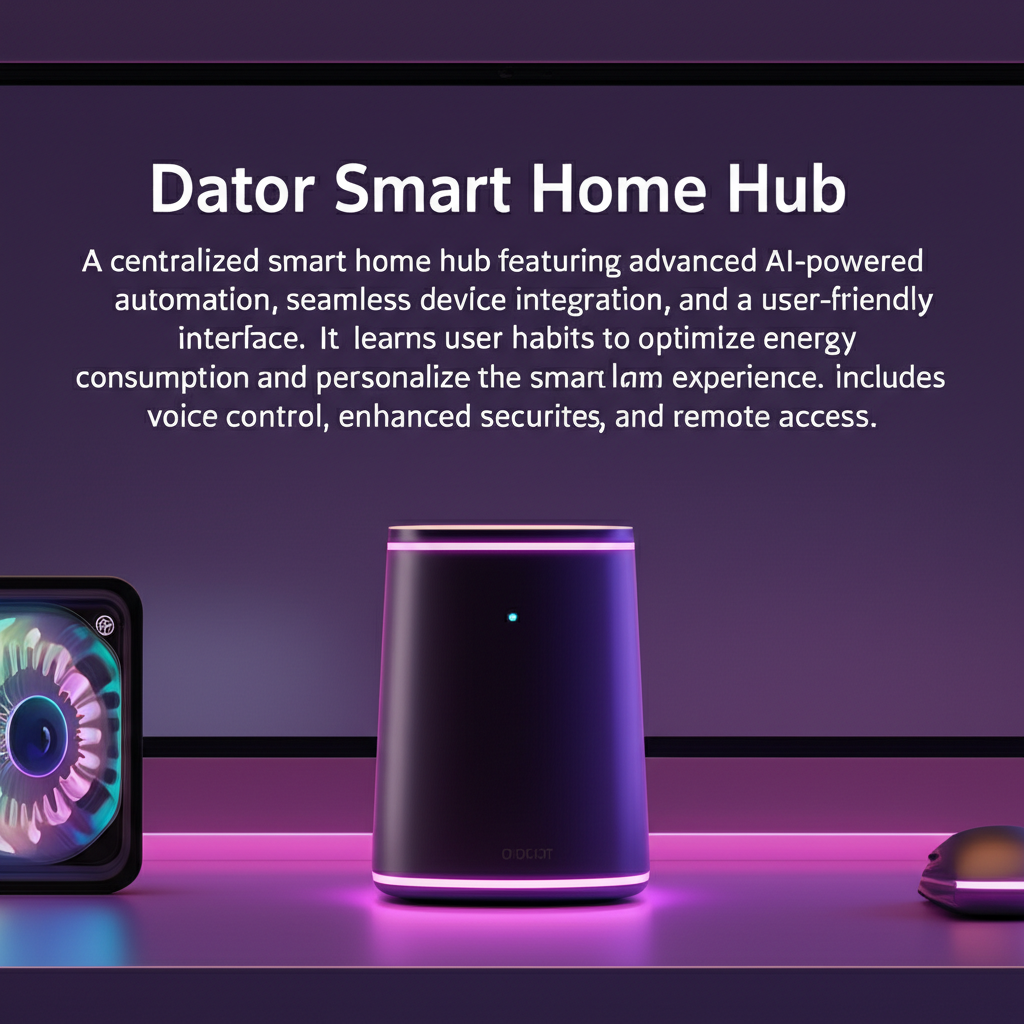 Dator Smart Home Hub
A centralized smart home hub featuring advanced AI-powered
automation, seamless device integration, and a user-friendly
interface. It learns user habits to optimize energy
consumption and personalize the smart lam experience. includes
voice control, enhanced securites, and remote access.